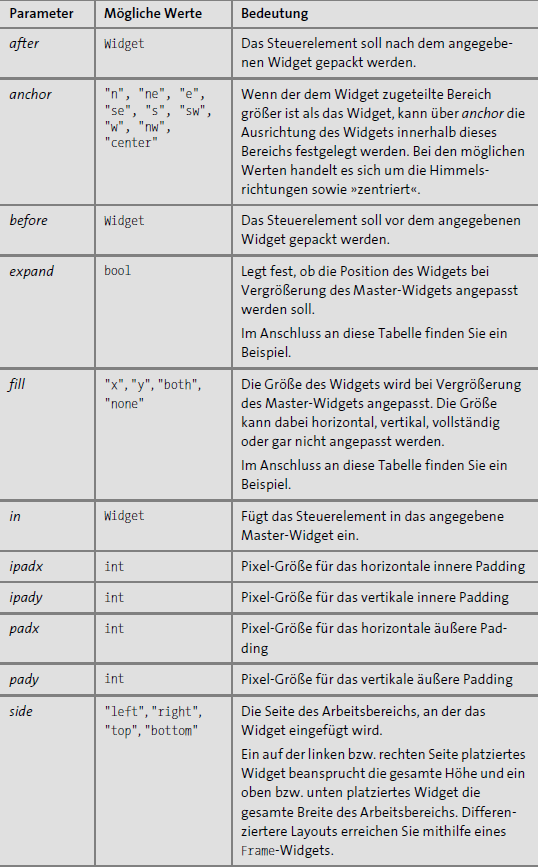 Parameter Mögliche Werte Bedeutung
after Widget Das Steuerelement soll nach dem angegebe-
nen Widget gepackt werden.
anchor "n", "ne", "e", Wenn der dem Widget zugeteilte Bereich
"se", "s", "sw", größer ist als das Widget, kann über anchor die
"w", "nw", Ausrichtung des Widgets innerhalb dieses
"center" Bereichs festgelegt werden. Bei den möglichen
Werten handelt es sich um die Himmels-
richtungen sowie »zentriert«.
before Widget Das Steuerelement soll vor dem angegebenen
Widget gepackt werden.
expand bool Legt fest, ob die Position des Widgets bei
Vergrößerung des Master-Widgets angepasst
werden soll.
Im Anschluss an diese Tabelle finden Sie ein
Beispiel.
fill "x", "y", "both", Die Größe des Widgets wird bei Vergrößerung
"none" des Master-Widgets angepasst. Die Größe
kann dabei horizontal, vertikal, vollständig
oder gar nicht angepasst werden.
Im Anschluss an diese Tabelle finden Sie ein
Beispiel.
in Widget Fügt das Steuerelement in das angegebene
Master-Widget ein.
ipadx int Pixel-Größe für das horizontale innere Padding
ipady int Pixel-Größe für das vertikale innere Padding
padx int Pixel-Größe für das horizontale äußere Pad-
ding
pady int Pixel-Größe für das vertikale äußere Padding
side "left", "right", Die Seite des Arbeitsbereichs, an der das
"top", "bottom" Widget eingefügt wird.
Ein auf der linken bzw. rechten Seite platziertes
Widget beansprucht die gesamte Höhe und ein
oben bzw. unten platziertes Widget die
gesamte Breite des Arbeitsbereichs. Differen-
ziertere Layouts erreichen Sie mithilfe eines
Frame-Widgets.